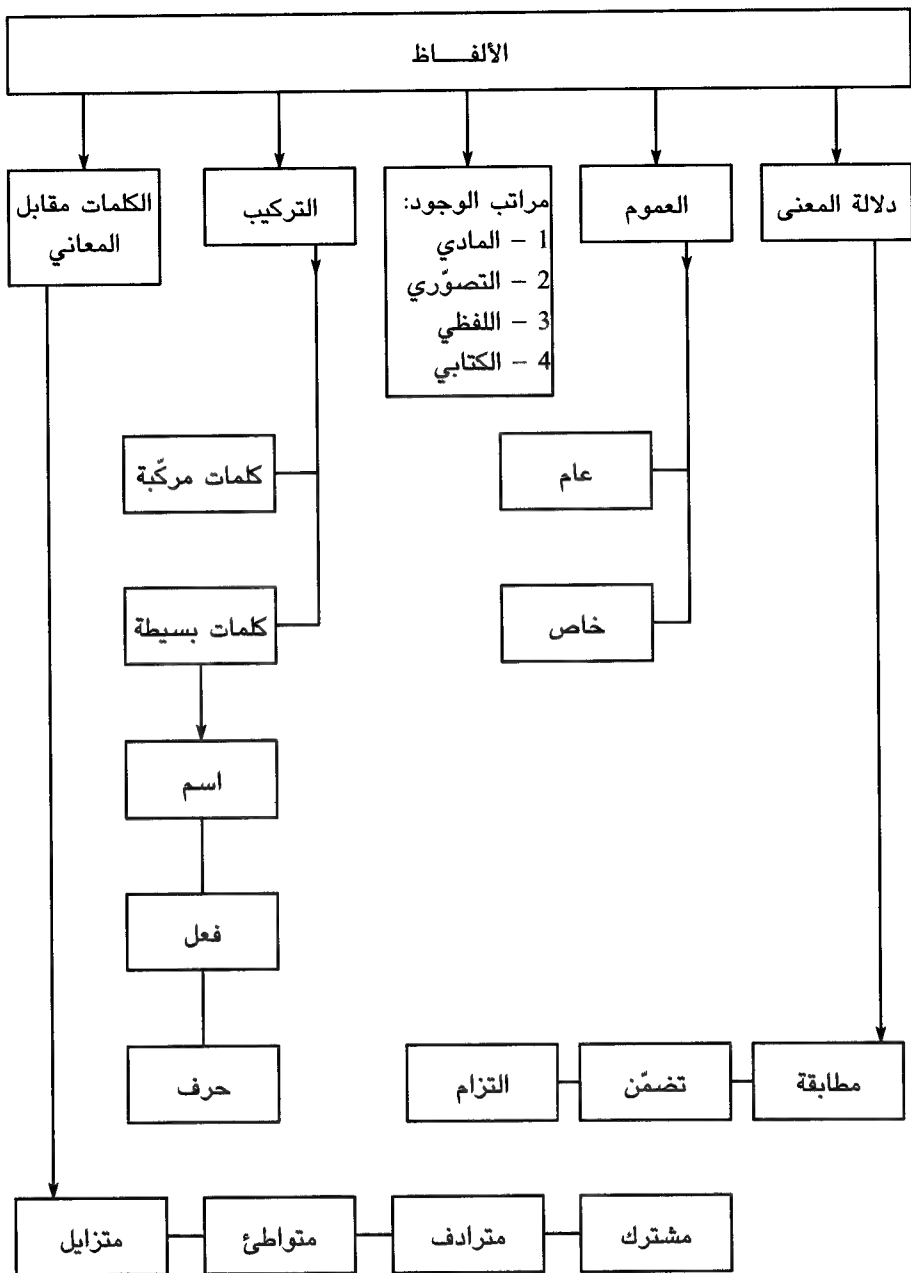 الألفـــاظ
دلالة المعنى
العموم
مراتب الوجود:
1 – المادي
2 – التصوّري
3 – اللفظي
4 – الكتابي
التركيب
الكلمات مقابل
المعاني
عام
كلمات مركّبة
خاص
كلمات بسيطة
اسم
فعل
مطابقة
تضمّن
التزام
حرف
مشترك
مترادف
متواطئ
متزايل